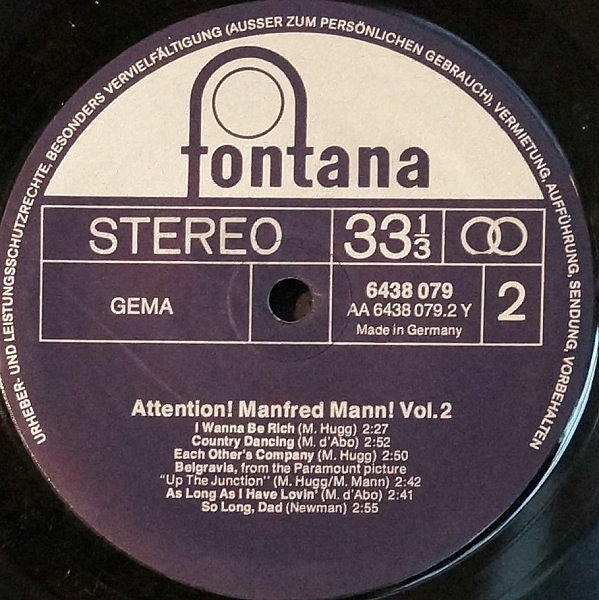 URHEBER- UND LEISTUNGSSCHUTZRECHTE, BESONDERS VERVIELFÄLTIGUNG (AUSSER ZUM PERSÖNLICHEN GEBRAUCH), VERMIETUNG, AUFFÜHRUNG, SENDUNG, VORBEHALTEN
fontana
STEREO 33 1/3
GEMA
6438 079
AA 6438 079.2 Y
Made in Germany
2
Attention! Manfred Mann! Vol. 2
I Wanna Be Rich (M. Hugg) 2:27
Country Dancing (M. d'Abo) 2:52
Each Other's Company (M. Hugg) 2:50
Belgravia, from the Paramount picture
"Up The Junction" (M. Hugg/M. Mann) 2:42
As Long As I Have Lovin' (M. d'Abo) 2:41
So Long, Dad (Newman) 2:55